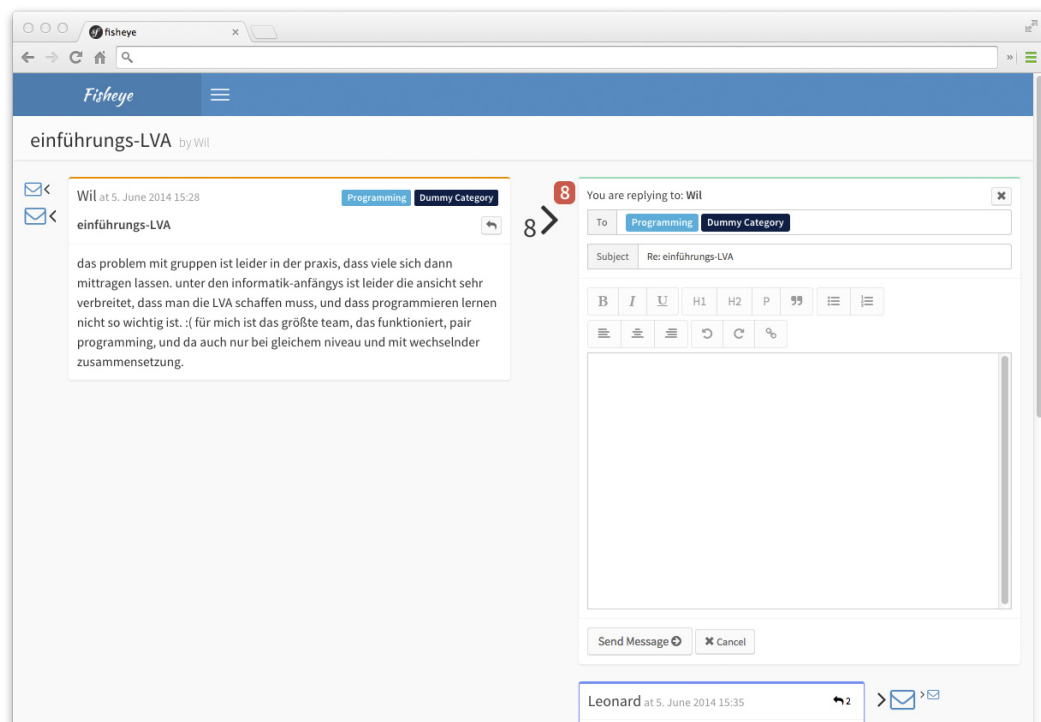 fisheye
Fisheye
einführungs-LVA by Wil
Wil at 5. June 2014 15:28
Programming Dummy Category
einführungs-LVA
das problem mit gruppen ist leider in der praxis, dass viele sich dann
mittragen lassen. unter den informatik-anfängys ist leider die ansicht sehr
verbreitet, dass man die LVA schaffen muss, und dass programmieren lernen
nicht so wichtig ist. :( für mich ist das größte team, das funktioniert, pair
programming, und da auch nur bei gleichem niveau und mit wechselnder
zusammensetzung.
8
8
You are replying to: Wil
To Programming Dummy Category
Subject Re: einführungs-LVA
B I U H1 H2 P
Send Message
Cancel
Leonard at 5. June 2014 15:35
2